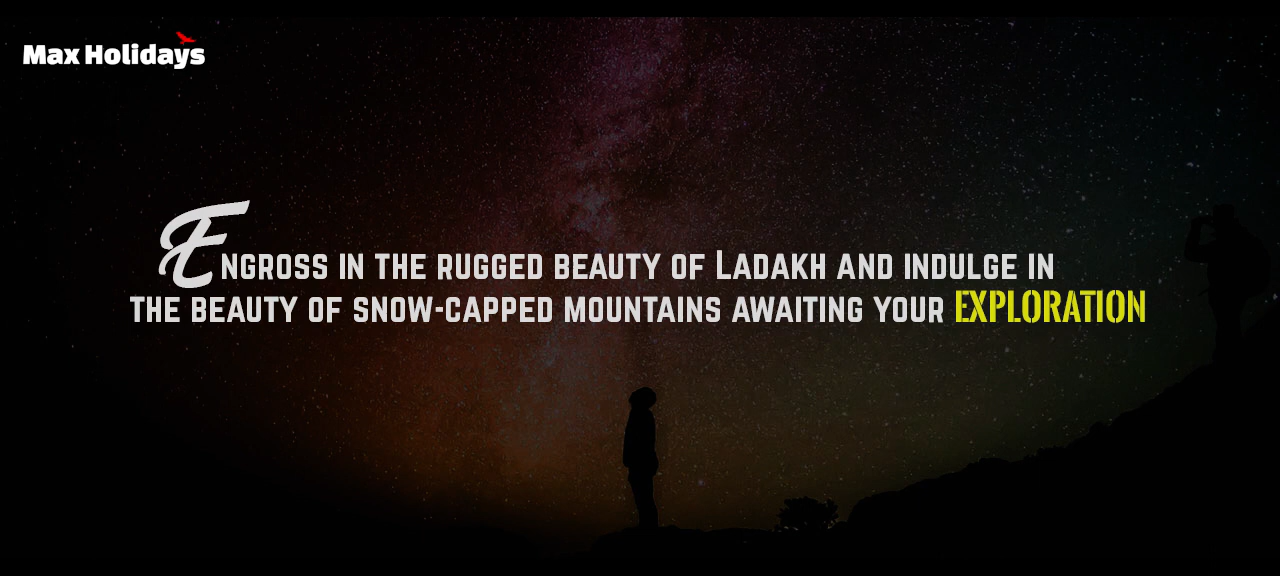 Max Holidays
Engross in the rugged beauty of Ladakh and indulge in
the beauty of snow-capped mountains awaiting your EXPLORATION